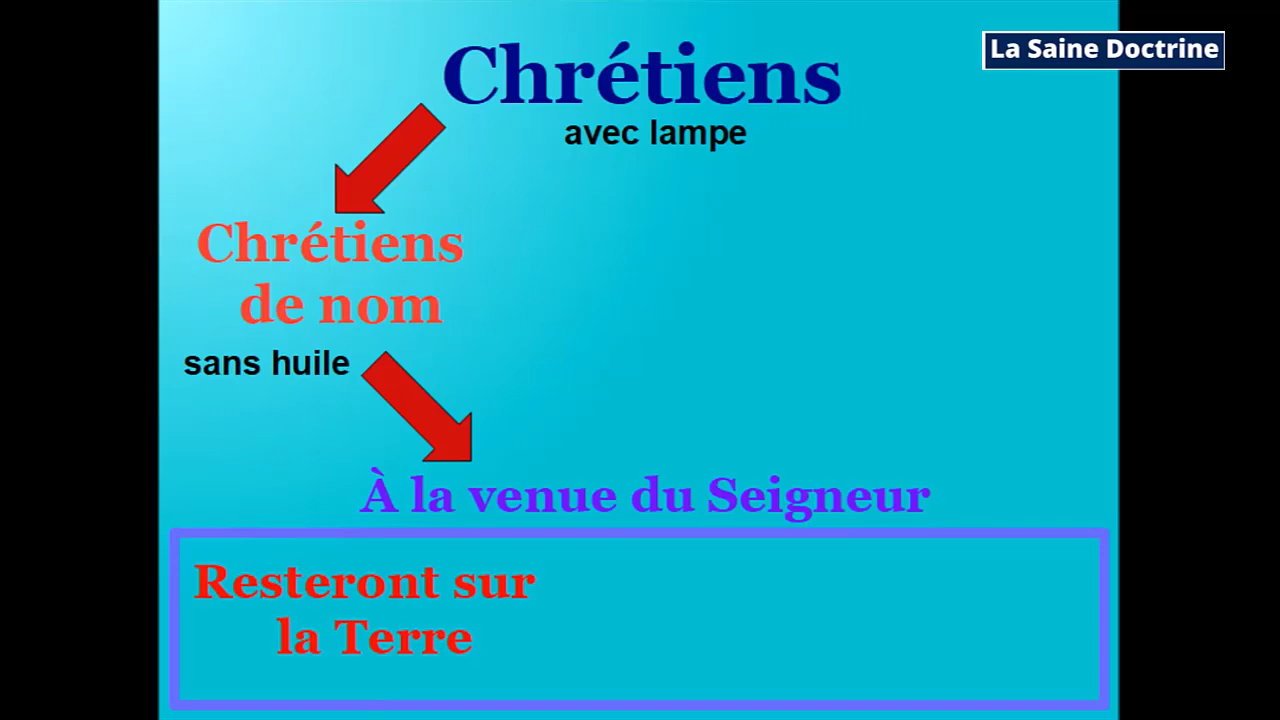 La Saine Doctrine
Chrétiens
avec lampe
Chrétiens
de nom
sans huile
À la venue du Seigneur
Resteront sur
la Terre